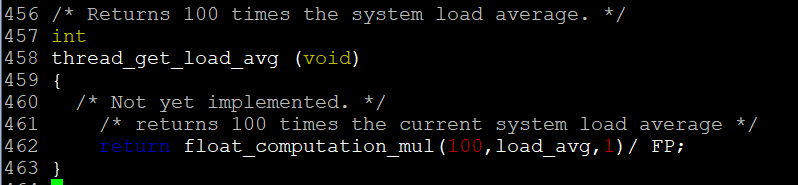 456 /* Returns 100 times the system load average. */
457 int
458 thread_get_load_avg (void)
459 {
460   /* Not yet implemented. */
461     /* returns 100 times the current system load average */
462     return float_computation_mul(100,load_avg,1)/ FP;
463 }